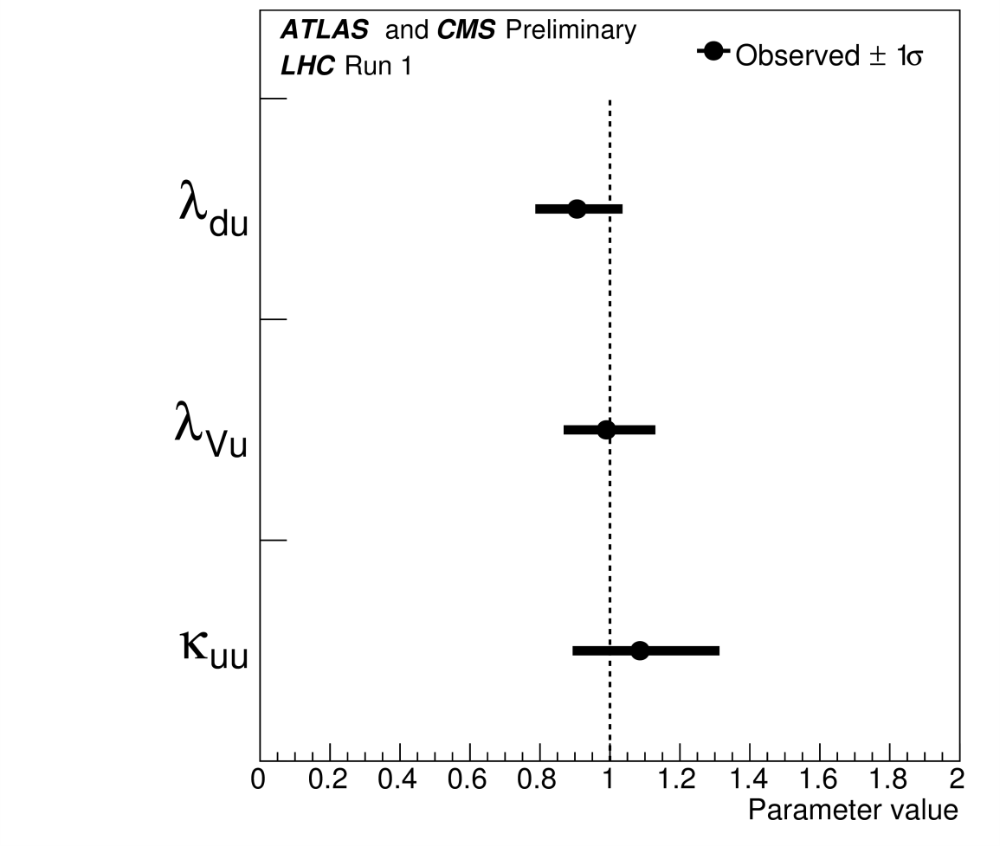 ATLAS and CMS Preliminary
LHC Run 1
Observed ± 1σ
λdu
λVu
κuu
0 0.2 0.4 0.6 0.8 1 1.2 1.4 1.6 1.8 2
Parameter value